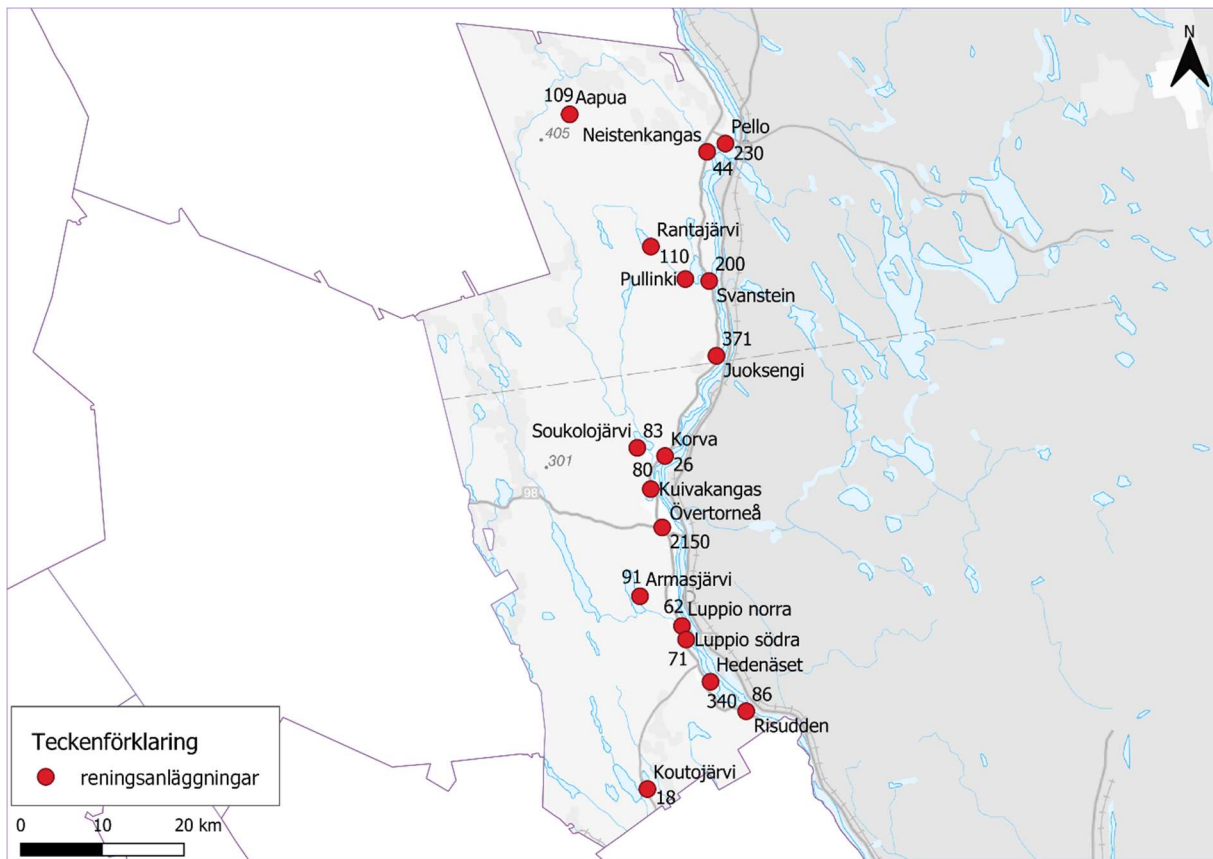 N
109 Aapua
405
Neistenkangas
Pello
230
44
Rantajärvi
110
200
Pullinki
Svanstein
371
Juoksengi
Soukolojärvi 83
Korva
26
301
80
Kuivakangas
98
Övertorneå
2150
91 Armasjärvi
62 Luppio norra
Luppio södra
71
Hedenäset
340
86
Risudden
Koutojärvi
18
Teckenförklaring
reningsanläggningar
0 10 20 km